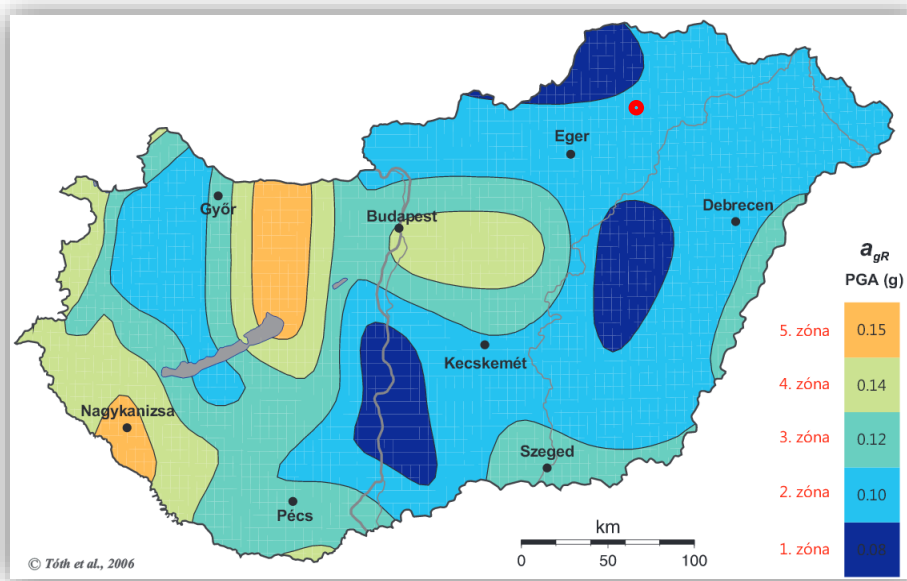 Eger
Győr
Budapest
Debrecen
a_gR
PGA (g)
5. zóna 0.15
Kecskemét
4. zóna 0.14
Nagykanizsa
3. zóna 0.12
Szeged
2. zóna 0.10
Pécs
km
1. zóna 0.08
0 50 100
© Tóth et al., 2006